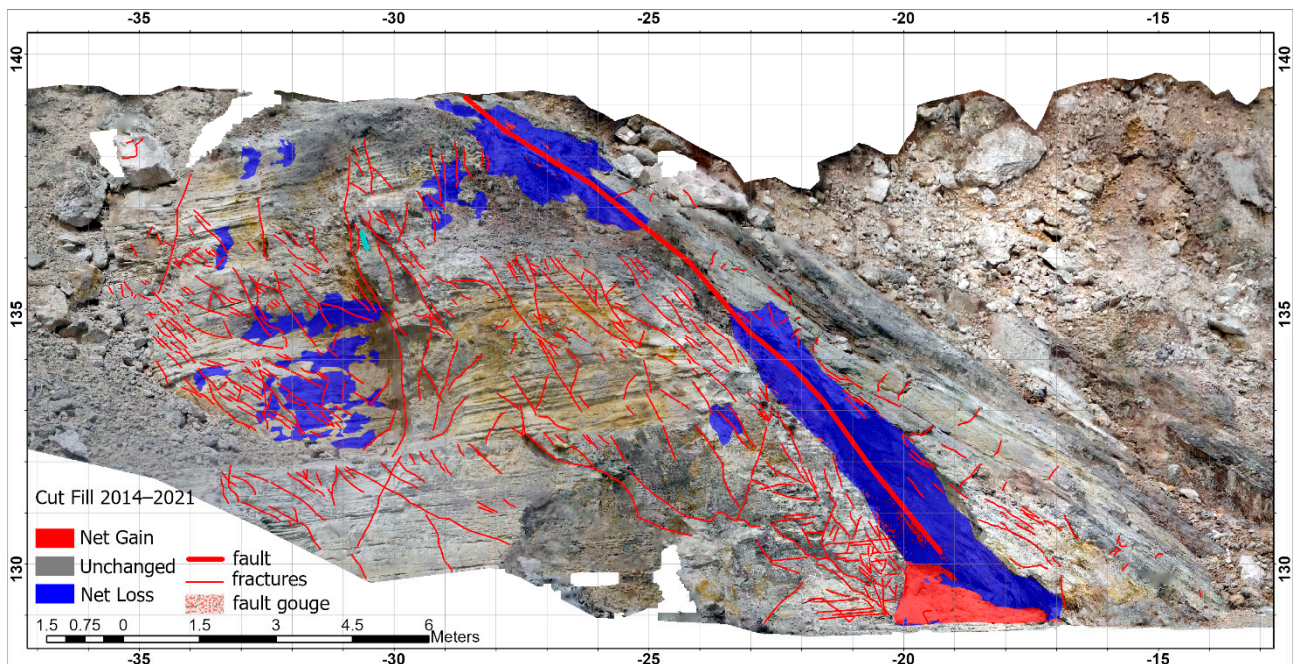 -35 -30 -25 -20 -15
140 140
135 135
130 130
Cut Fill 2014–2021
Net Gain
Unchanged
Net Loss
fault
fractures
fault gouge
1.5 0.75 0 1.5 3 4.5 6
Meters
-35 -30 -25 -20 -15